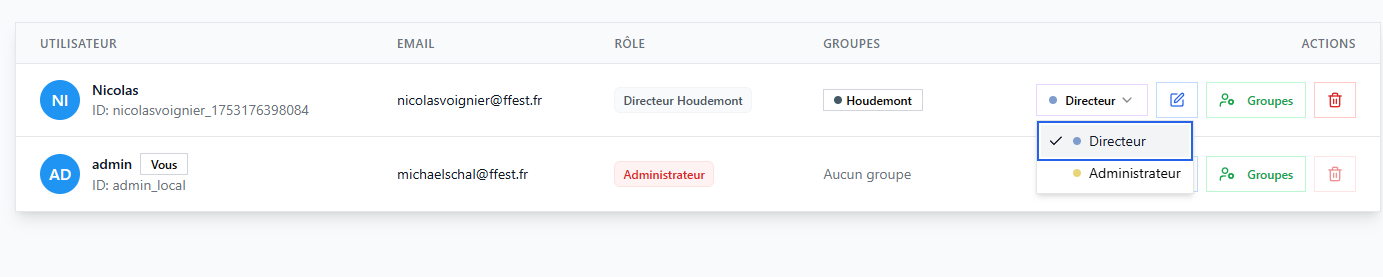 UTILISATEUR EMAIL RÔLE GROUPES ACTIONS
NI Nicolas
ID: nicolasvoignier_1753176398084
nicolasvoignier@ffest.fr
Directeur Houdemont
Houdemont
Directeur
Groupes
Directeur
Administrateur
AD admin Vous
ID: admin_local
michaelschal@ffest.fr
Administrateur
Aucun groupe
Groupes